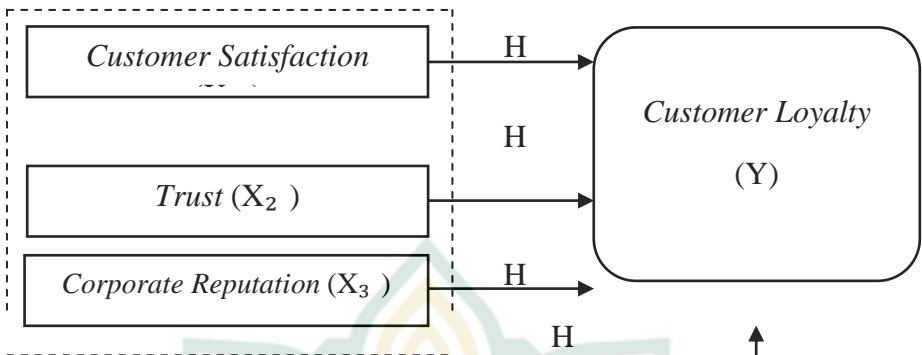 Customer Satisfaction
H
H
Customer Loyalty
(Y)
Trust (X₂ )
Corporate Reputation (X₃ )
H
H